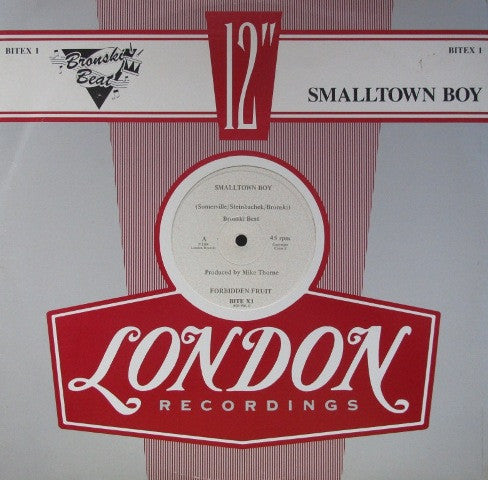 BITEX 1
Bronski
Beat
12"
BITEX 1
SMALLTOWN BOY
SMALLTOWN BOY
(Somerville/Steinbachek/Bronski)
Bronski Beat
A
45 rpm
Produced by Mike Thorne
FORBIDDEN FRUIT
BITE X1
LONDON
RECORDINGS